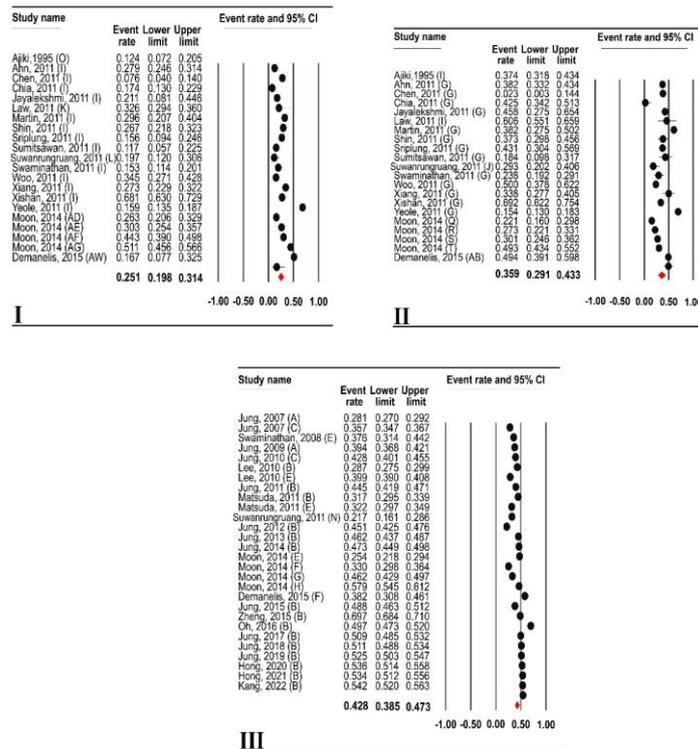 Study name
Event rate and 95% CI
Event Lower Upper
rate limit limit
Ajiki,1995 (O) 0.124 0.072 0.205
Ahn, 2011 (I) 0.279 0.246 0.314
Chen, 2011 (I) 0.076 0.040 0.140
Chia, 2011 (I) 0.174 0.130 0.229
Jayalekshmi, 2011 (I) 0.211 0.081 0.446
Law, 2011 (K) 0.326 0.294 0.360
Martin, 2011 (I) 0.296 0.207 0.404
Shin, 2011 (I) 0.267 0.218 0.323
Sriplung, 2011 (I) 0.156 0.094 0.246
Sumitsawan, 2011 (I) 0.117 0.057 0.225
Suwanrungruang, 2011 (L) 0.197 0.120 0.306
Swaminathan, 2011 (I) 0.153 0.114 0.201
Woo, 2011 (I) 0.345 0.271 0.428
Xiang, 2011 (I) 0.273 0.229 0.322
Xishan, 2011 (I) 0.681 0.630 0.729
Yeole, 2011 (I) 0.159 0.135 0.187
Moon, 2014 (AD) 0.263 0.206 0.329
Moon, 2014 (AE) 0.303 0.254 0.357
Moon, 2014 (AF) 0.443 0.390 0.498
Moon, 2014 (AG) 0.511 0.456 0.566
Demanelis, 2015 (AW) 0.167 0.077 0.325
0.251 0.198 0.314
-1.00 -0.50 0.00 0.50 1.00
I
Study name
Event rate and 95% CI
Event Lower Upper
rate limit limit
Ajiki,1995 (I) 0.374 0.318 0.434
Ahn, 2011 (G) 0.382 0.332 0.434
Chen, 2011 (G) 0.023 0.003 0.144
Chia, 2011 (G) 0.425 0.342 0.513
Jayalekshmi, 2011 (G) 0.458 0.275 0.654
Law, 2011 (I) 0.606 0.551 0.659
Martin, 2011 (G) 0.382 0.275 0.502
Shin, 2011 (G) 0.373 0.298 0.456
Sriplung, 2011 (G) 0.431 0.304 0.569
Sumitsawan, 2011 (G) 0.184 0.098 0.317
Suwanrungruang, 2011 (J) 0.293 0.202 0.406
Swaminathan, 2011 (G) 0.238 0.192 0.291
Woo, 2011 (G) 0.500 0.378 0.622
Xiang, 2011 (G) 0.338 0.277 0.405
Xishan, 2011 (G) 0.692 0.622 0.754
Yeole, 2011 (G) 0.154 0.130 0.183
Moon, 2014 (Q) 0.221 0.160 0.298
Moon, 2014 (R) 0.273 0.221 0.331
Moon, 2014 (S) 0.301 0.246 0.362
Moon, 2014 (T) 0.493 0.434 0.552
Demanelis, 2015 (AB) 0.494 0.391 0.598
0.359 0.291 0.433
-1.00 -0.50 0.00 0.50 1.00
II
Study name
Event rate and 95% CI
Event Lower Upper
rate limit limit
Jung, 2007 (A) 0.281 0.270 0.292
Jung, 2007 (C) 0.357 0.347 0.367
Swaminathan, 2008 (E) 0.376 0.314 0.442
Jung, 2009 (A) 0.394 0.368 0.421
Jung, 2010 (C) 0.428 0.401 0.455
Lee, 2010 (B) 0.287 0.275 0.299
Lee, 2010 (E) 0.399 0.390 0.408
Jung, 2011 (B) 0.445 0.419 0.471
Matsuda, 2011 (B) 0.317 0.295 0.339
Matsuda, 2011 (E) 0.322 0.297 0.349
Suwanrungruang, 2011 (N) 0.217 0.161 0.286
Jung, 2012 (B) 0.451 0.425 0.476
Jung, 2013 (B) 0.462 0.437 0.487
Jung, 2014 (B) 0.473 0.449 0.498
Moon, 2014 (E) 0.254 0.218 0.294
Moon, 2014 (F) 0.330 0.298 0.364
Moon, 2014 (G) 0.462 0.429 0.497
Moon, 2014 (H) 0.579 0.545 0.612
Demanelis, 2015 (F) 0.382 0.308 0.461
Jung, 2015 (B) 0.488 0.463 0.512
Zheng, 2015 (B) 0.697 0.684 0.710
Oh, 2016 (B) 0.497 0.473 0.520
Jung, 2017 (B) 0.509 0.485 0.532
Jung, 2018 (B) 0.511 0.488 0.534
Jung, 2019 (B) 0.525 0.503 0.547
Hong, 2020 (B) 0.536 0.514 0.558
Hong, 2021 (B) 0.534 0.512 0.556
Kang, 2022 (B) 0.542 0.520 0.563
0.428 0.385 0.473
-1.00 -0.50 0.00 0.50 1.00
III